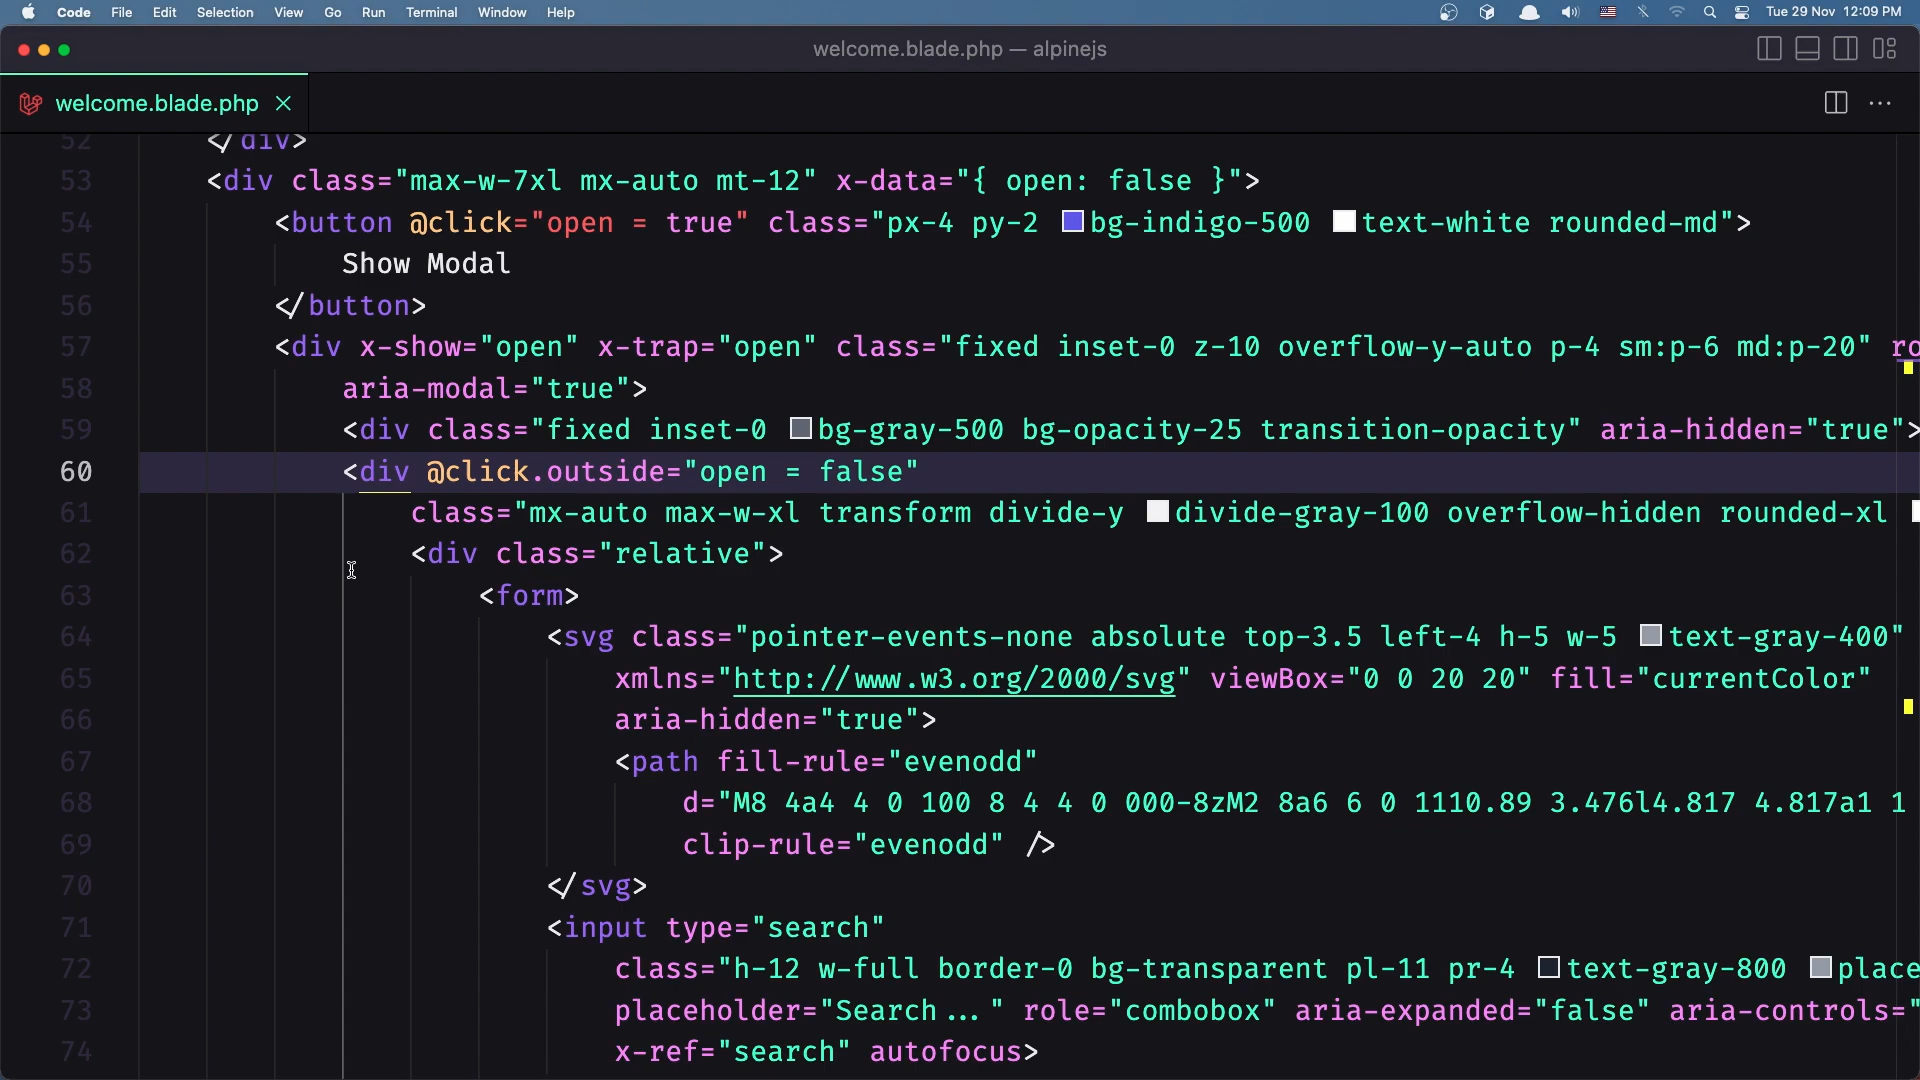 Code File Edit Selection View Go Run Terminal Window Help Tue 29 Nov 12:09 PM
welcome.blade.php — alpinejs
welcome.blade.php
52 </div>
53 <div class="max-w-7xl mx-auto mt-12" x-data="{ open: false }">
54 <button @click="open = true" class="px-4 py-2 bg-indigo-500 text-white rounded-md">
55 Show Modal
56 </button>
57 <div x-show="open" x-trap="open" class="fixed inset-0 z-10 overflow-y-auto p-4 sm:p-6 md:p-20" ro
58 aria-modal="true">
59 <div class="fixed inset-0 bg-gray-500 bg-opacity-25 transition-opacity" aria-hidden="true">
60 <div @click.outside="open = false"
61 class="mx-auto max-w-xl transform divide-y divide-gray-100 overflow-hidden rounded-xl
62 <div class="relative">
63 <form>
64 <svg class="pointer-events-none absolute top-3.5 left-4 h-5 w-5 text-gray-400"
65 xmlns="http://www.w3.org/2000/svg" viewBox="0 0 20 20" fill="currentColor"
66 aria-hidden="true">
67 <path fill-rule="evenodd"
68 d="M8 4a4 4 0 100 8 4 4 0 000-8zM2 8a6 6 0 1110.89 3.476l4.817 4.817a1 1
69 clip-rule="evenodd" />
70 </svg>
71 <input type="search"
72 class="h-12 w-full border-0 bg-transparent pl-11 pr-4 text-gray-800 place
73 placeholder="Search..." role="combobox" aria-expanded="false" aria-controls="
74 x-ref="search" autofocus>